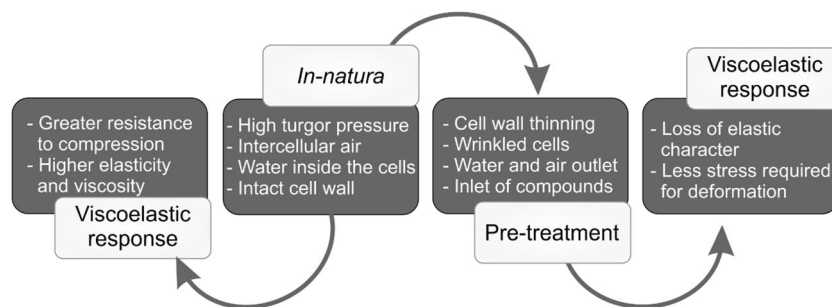 - Greater resistance
to compression
- Higher elasticity
and viscosity
Viscoelastic
response
In-natura
- High turgor pressure
- Intercellular air
- Water inside the cells
- Intact cell wall
- Cell wall thinning
- Wrinkled cells
- Water and air outlet
- Inlet of compounds
Pre-treatment
Viscoelastic
response
- Loss of elastic
character
- Less stress required
for deformation